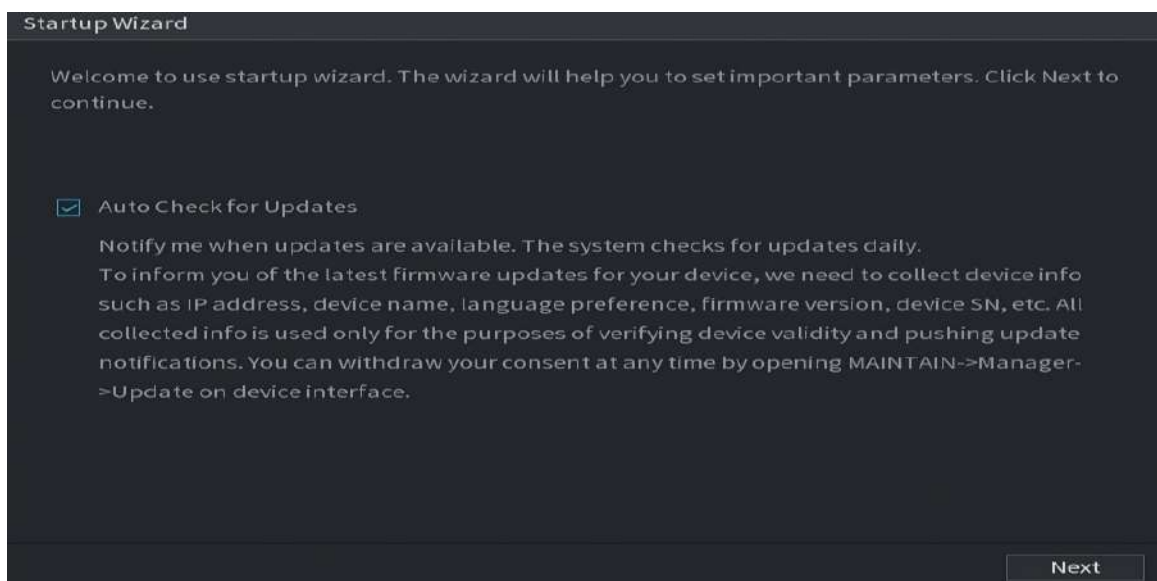 Startup Wizard
Welcome to use startup wizard. The wizard will help you to set important parameters. Click Next to
continue.
Auto Check for Updates
Notify me when updates are available. The system checks for updates daily.
To inform you of the latest firmware updates for your device, we need to collect device info
such as IP address, device name, language preference, firmware version, device SN, etc. All
collected info is used only for the purposes of verifying device validity and pushing update
notifications. You can withdraw your consent at any time by opening MAINTAIN->Manager-
>Update on device interface.
Next